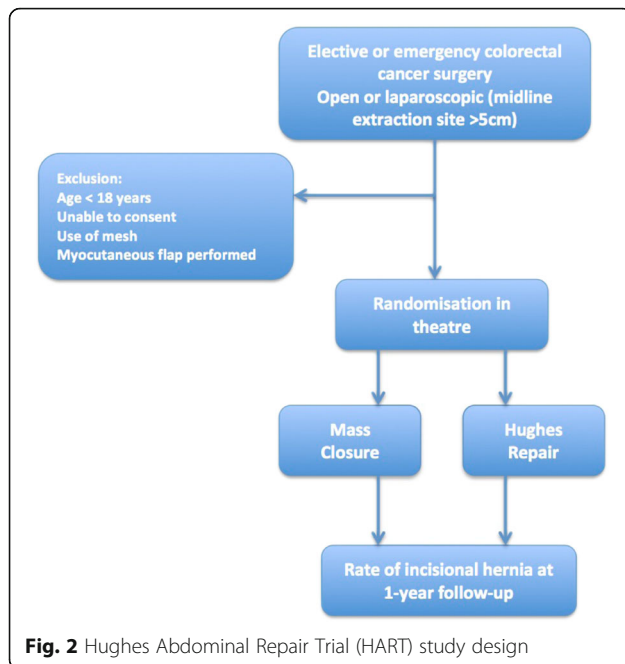 Elective or emergency colorectal
cancer surgery
Open or laparoscopic (midline
extraction site >5cm)
Exclusion:
Age < 18 years
Unable to consent
Use of mesh
Myocutaneous flap performed
Randomisation in
theatre
Mass
Closure
Hughes
Repair
Rate of incisional hernia at
1-year follow-up
Fig. 2 Hughes Abdominal Repair Trial (HART) study design